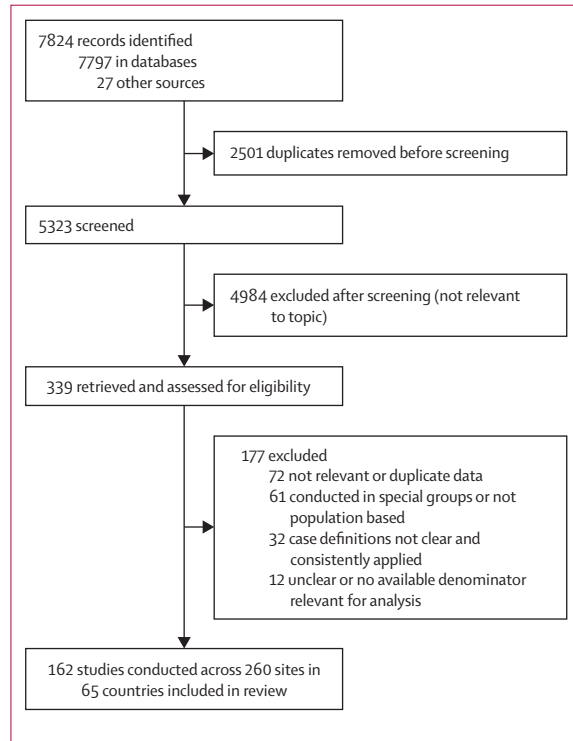 7824 records identified
7797 in databases
27 other sources
2501 duplicates removed before screening
5323 screened
4984 excluded after screening (not relevant
to topic)
339 retrieved and assessed for eligibility
177 excluded
72 not relevant or duplicate data
61 conducted in special groups or not
population based
32 case definitions not clear and
consistently applied
12 unclear or no available denominator
relevant for analysis
162 studies conducted across 260 sites in
65 countries included in review